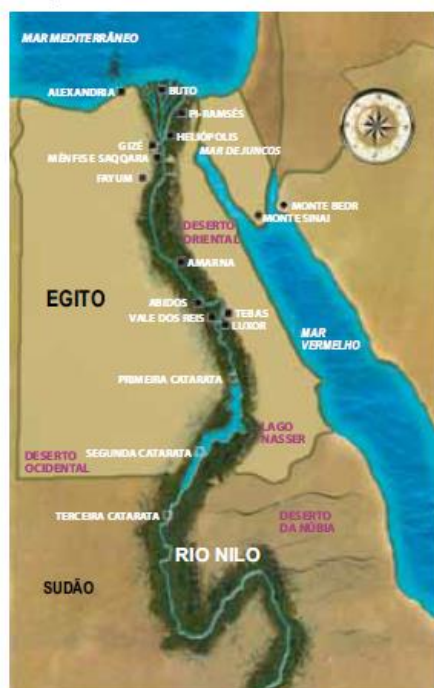 MAR MEDITERRÂNEO
ALEXANDRIA
BUTO
PI-RAMSÉS
HELIÓPOLIS
GIZÉ
MÊNFIS E SAQQARA
MAR DE JUNCOS
FAYUM
MONTE BEDR
MONTE SINAI
DESERTO
ORIENTAL
AMARNA
EGITO
ABIDOS
TEBAS
VALE DOS REIS
LUXOR
MAR
VERMELHO
PRIMEIRA CATARATA
LAGO
NASSER
SEGUNDA CATARATA
DESERTO
OCIDENTAL
TERCEIRA CATARATA
DESERTO
DA NÚBIA
RIO NILO
SUDÃO